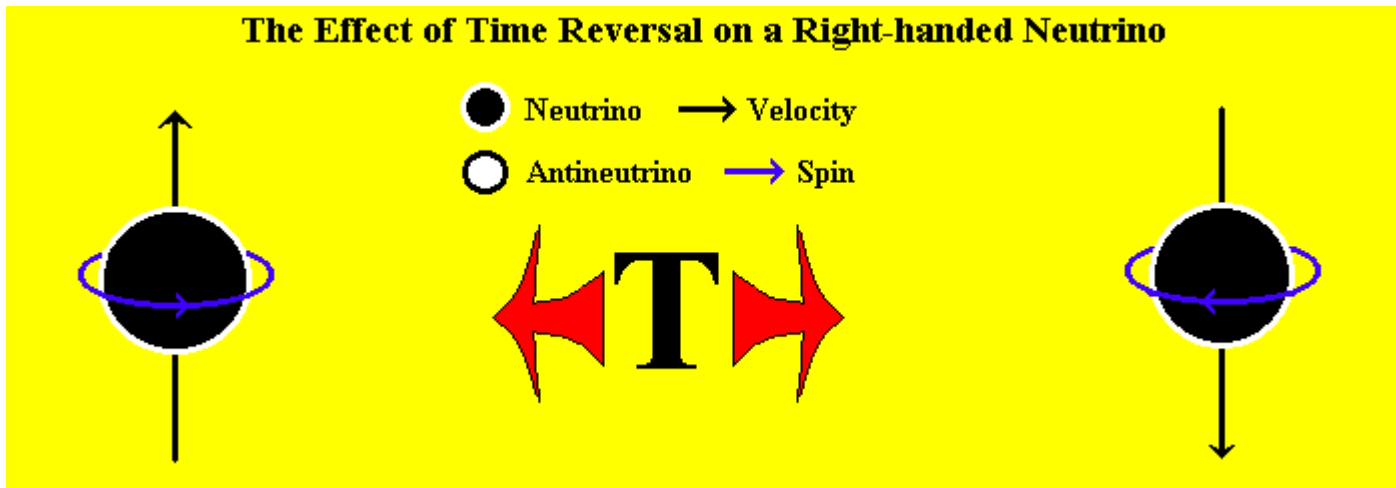 The Effect of Time Reversal on a Right-handed Neutrino
Neutrino Velocity
Antineutrino Spin
T